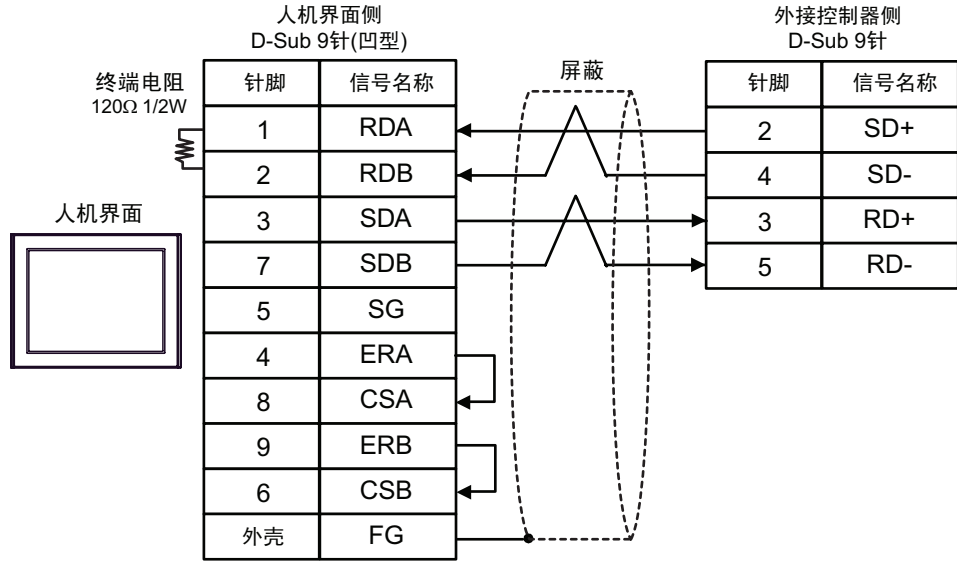 人机界面侧
D-Sub 9针(凹型)
外接控制器侧
D-Sub 9针
终端电阻
120Ω 1/2W
屏蔽
人机界面
针脚 信号名称
1 RDA
2 RDB
3 SDA
7 SDB
5 SG
4 ERA
8 CSA
9 ERB
6 CSB
外壳 FG
针脚 信号名称
2 SD+
4 SD-
3 RD+
5 RD-